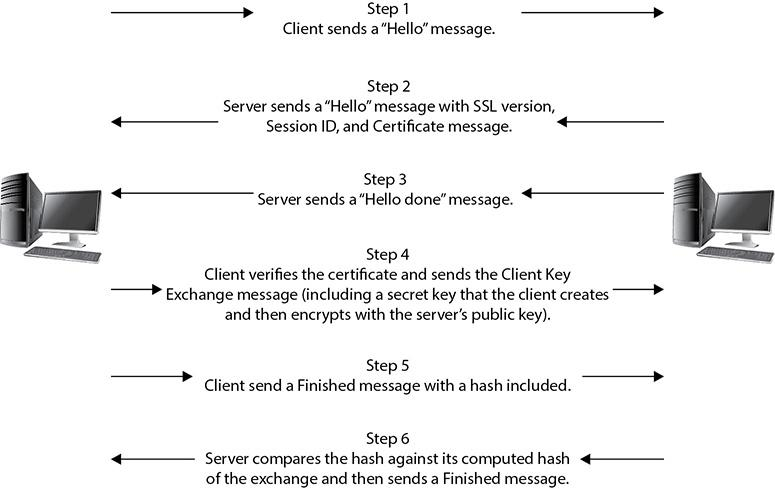 Step 1
Client sends a “Hello” message.
Step 2
Server sends a “Hello” message with SSL version,
Session ID, and Certificate message.
Step 3
Server sends a “Hello done” message.
Step 4
Client verifies the certificate and sends the Client Key
Exchange message (including a secret key that the client creates
and then encrypts with the server’s public key).
Step 5
Client send a Finished message with a hash included.
Step 6
Server compares the hash against its computed hash
of the exchange and then sends a Finished message.